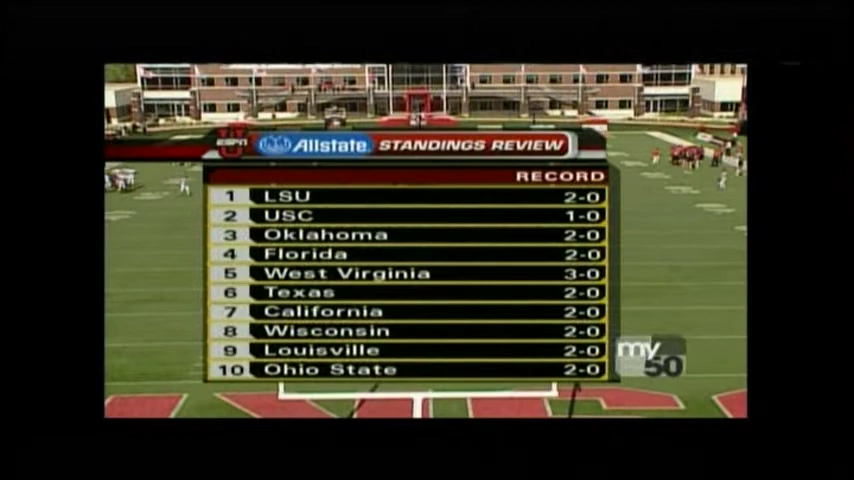 ESPN U
Allstate. STANDINGS REVIEW
RECORD
1 LSU 2-0
2 USC 1-0
3 Oklahoma 2-0
4 Florida 2-0
5 West Virginia 3-0
6 Texas 2-0
7 California 2-0
8 Wisconsin 2-0
9 Louisville 2-0
10 Ohio State 2-0
my
50